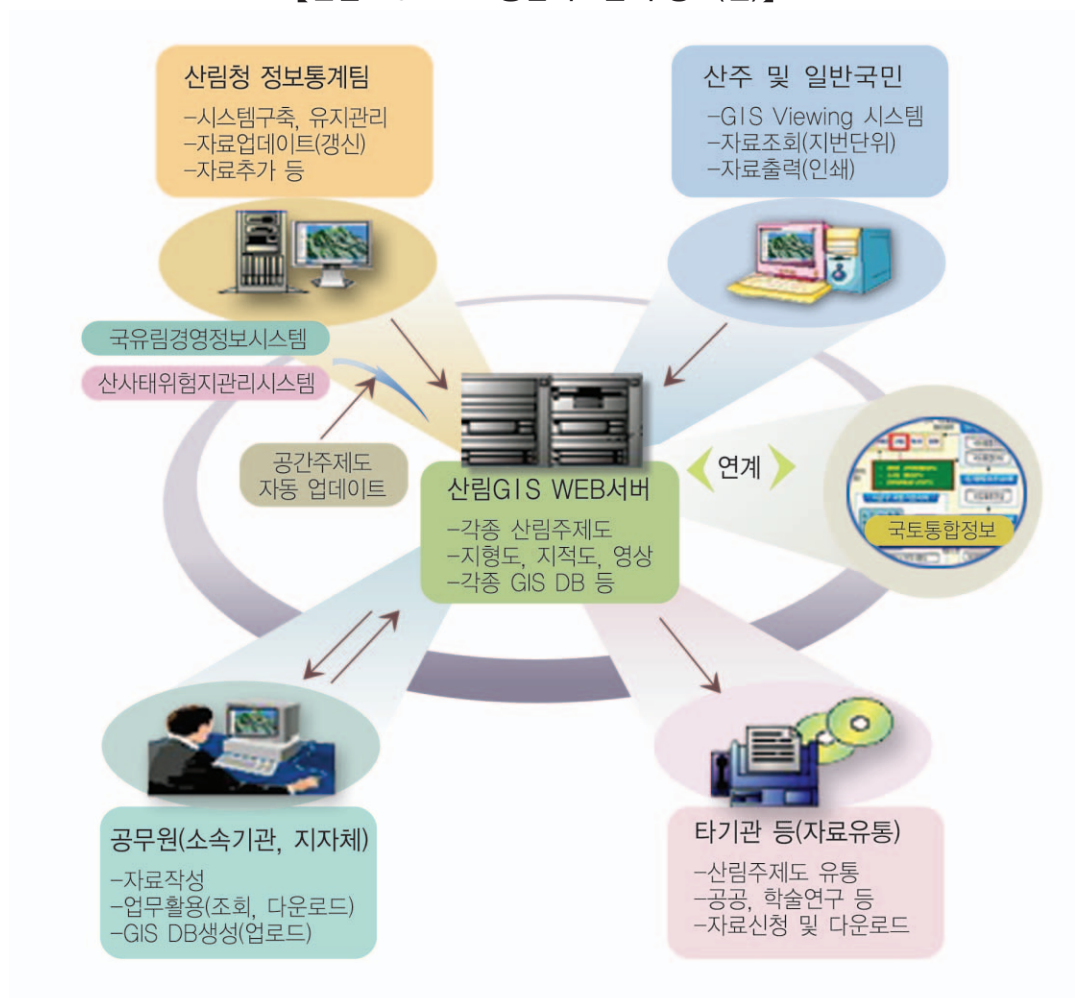 산림청 정보통계팀
-시스템구축, 유지관리
-자료업데이트(갱신)
-자료추가 등
산주 및 일반국민
-GIS Viewing 시스템
-자료조회(지번단위)
-자료출력(인쇄)
국유림경영정보시스템
산사태위험지관리시스템
공간주제도
자동 업데이트
연계
국토통합정보
산림GIS WEB서버
-각종 산림주제도
-지형도, 지적도, 영상
-각종 GIS DB 등
공무원(소속기관, 지자체)
-자료작성
-업무활용(조회, 다운로드)
-GIS DB생성(업로드)
타기관 등(자료유통)
-산림주제도 유통
-공공, 학술연구 등
-자료신청 및 다운로드